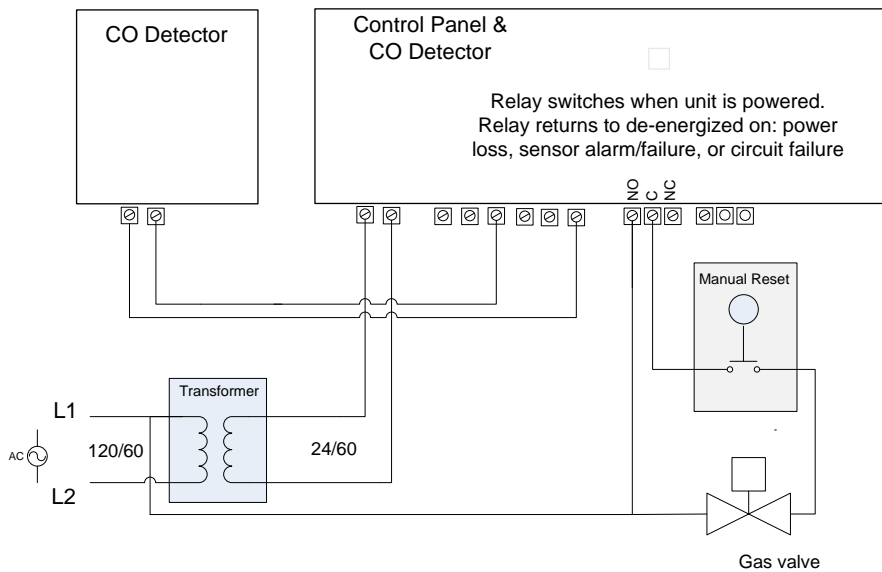 CO Detector
Control Panel &
CO Detector
Relay switches when unit is powered.
Relay returns to de-energized on: power
loss, sensor alarm/failure, or circuit failure
NO
C
NC
Manual Reset
Transformer
L1
AC
120/60
24/60
L2
Gas valve